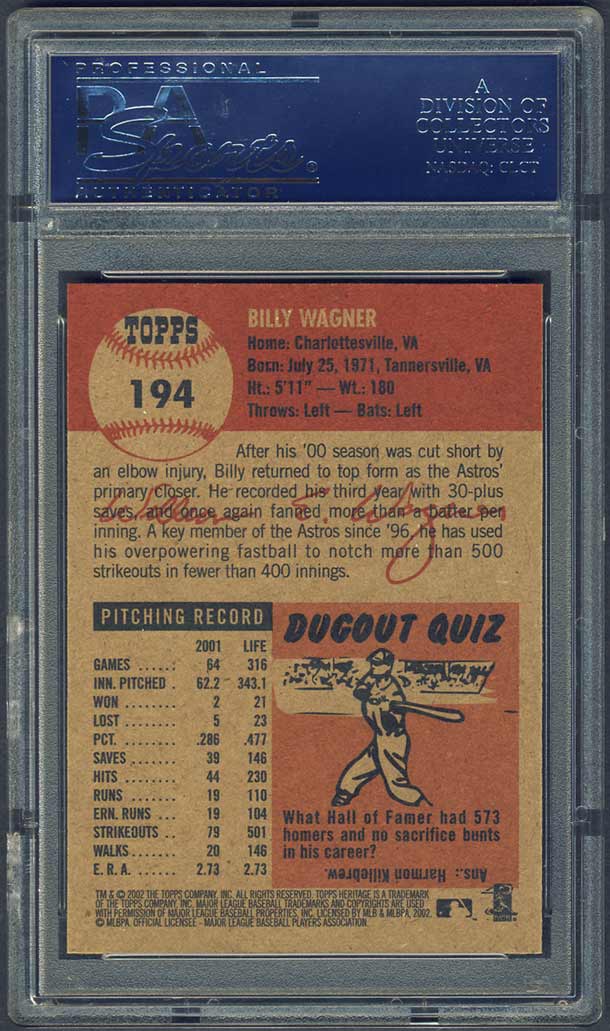 PROFESSIONAL
PSA
Sports
AUTHENTICATOR
A
DIVISION OF
COLLECTORS
UNIVERSE
NASDAQ: CLCT
TOPPS
194
BILLY WAGNER
Home: Charlottesville, VA
Born: July 25, 1971, Tannersville, VA
Ht.: 5'11" — Wt.: 180
Throws: Left — Bats: Left
After his '00 season was cut short by
an elbow injury, Billy returned to top form as the Astros'
primary closer. He recorded his third year with 30-plus
saves, and once again fanned more than a batter per
inning. A key member of the Astros since '96, he has used
his overpowering fastball to notch more than 500
strikeouts in fewer than 400 innings.
William E. Wagner
PITCHING RECORD
2001 LIFE
GAMES .....: 64 316
INN. PITCHED . 62.2 343.1
WON ........ 2 21
LOST ........ 5 23
PCT. ........ .286 .477
SAVES ...... 39 146
HITS ........ 44 230
RUNS ....... 19 110
ERN. RUNS ... 19 104
STRIKEOUTS .. 79 501
WALKS...... 20 146
E. R. A. ...... 2.73 2.73
DUGOUT QUIZ
What Hall of Famer had 573
homers and no sacrifice bunts
in his career?
Ans.: Harmon Killebrew.
TM & © 2002 THE TOPPS COMPANY, INC. ALL RIGHTS RESERVED. TOPPS HERITAGE IS A TRADEMARK
OF THE TOPPS COMPANY, INC. MAJOR LEAGUE BASEBALL TRADEMARKS AND COPYRIGHTS ARE USED
WITH PERMISSION OF MAJOR LEAGUE BASEBALL PROPERTIES, INC. LICENSED BY MLB & MLBPA, 2002.
© MLBPA. OFFICIAL LICENSEE - MAJOR LEAGUE BASEBALL PLAYERS ASSOCIATION.